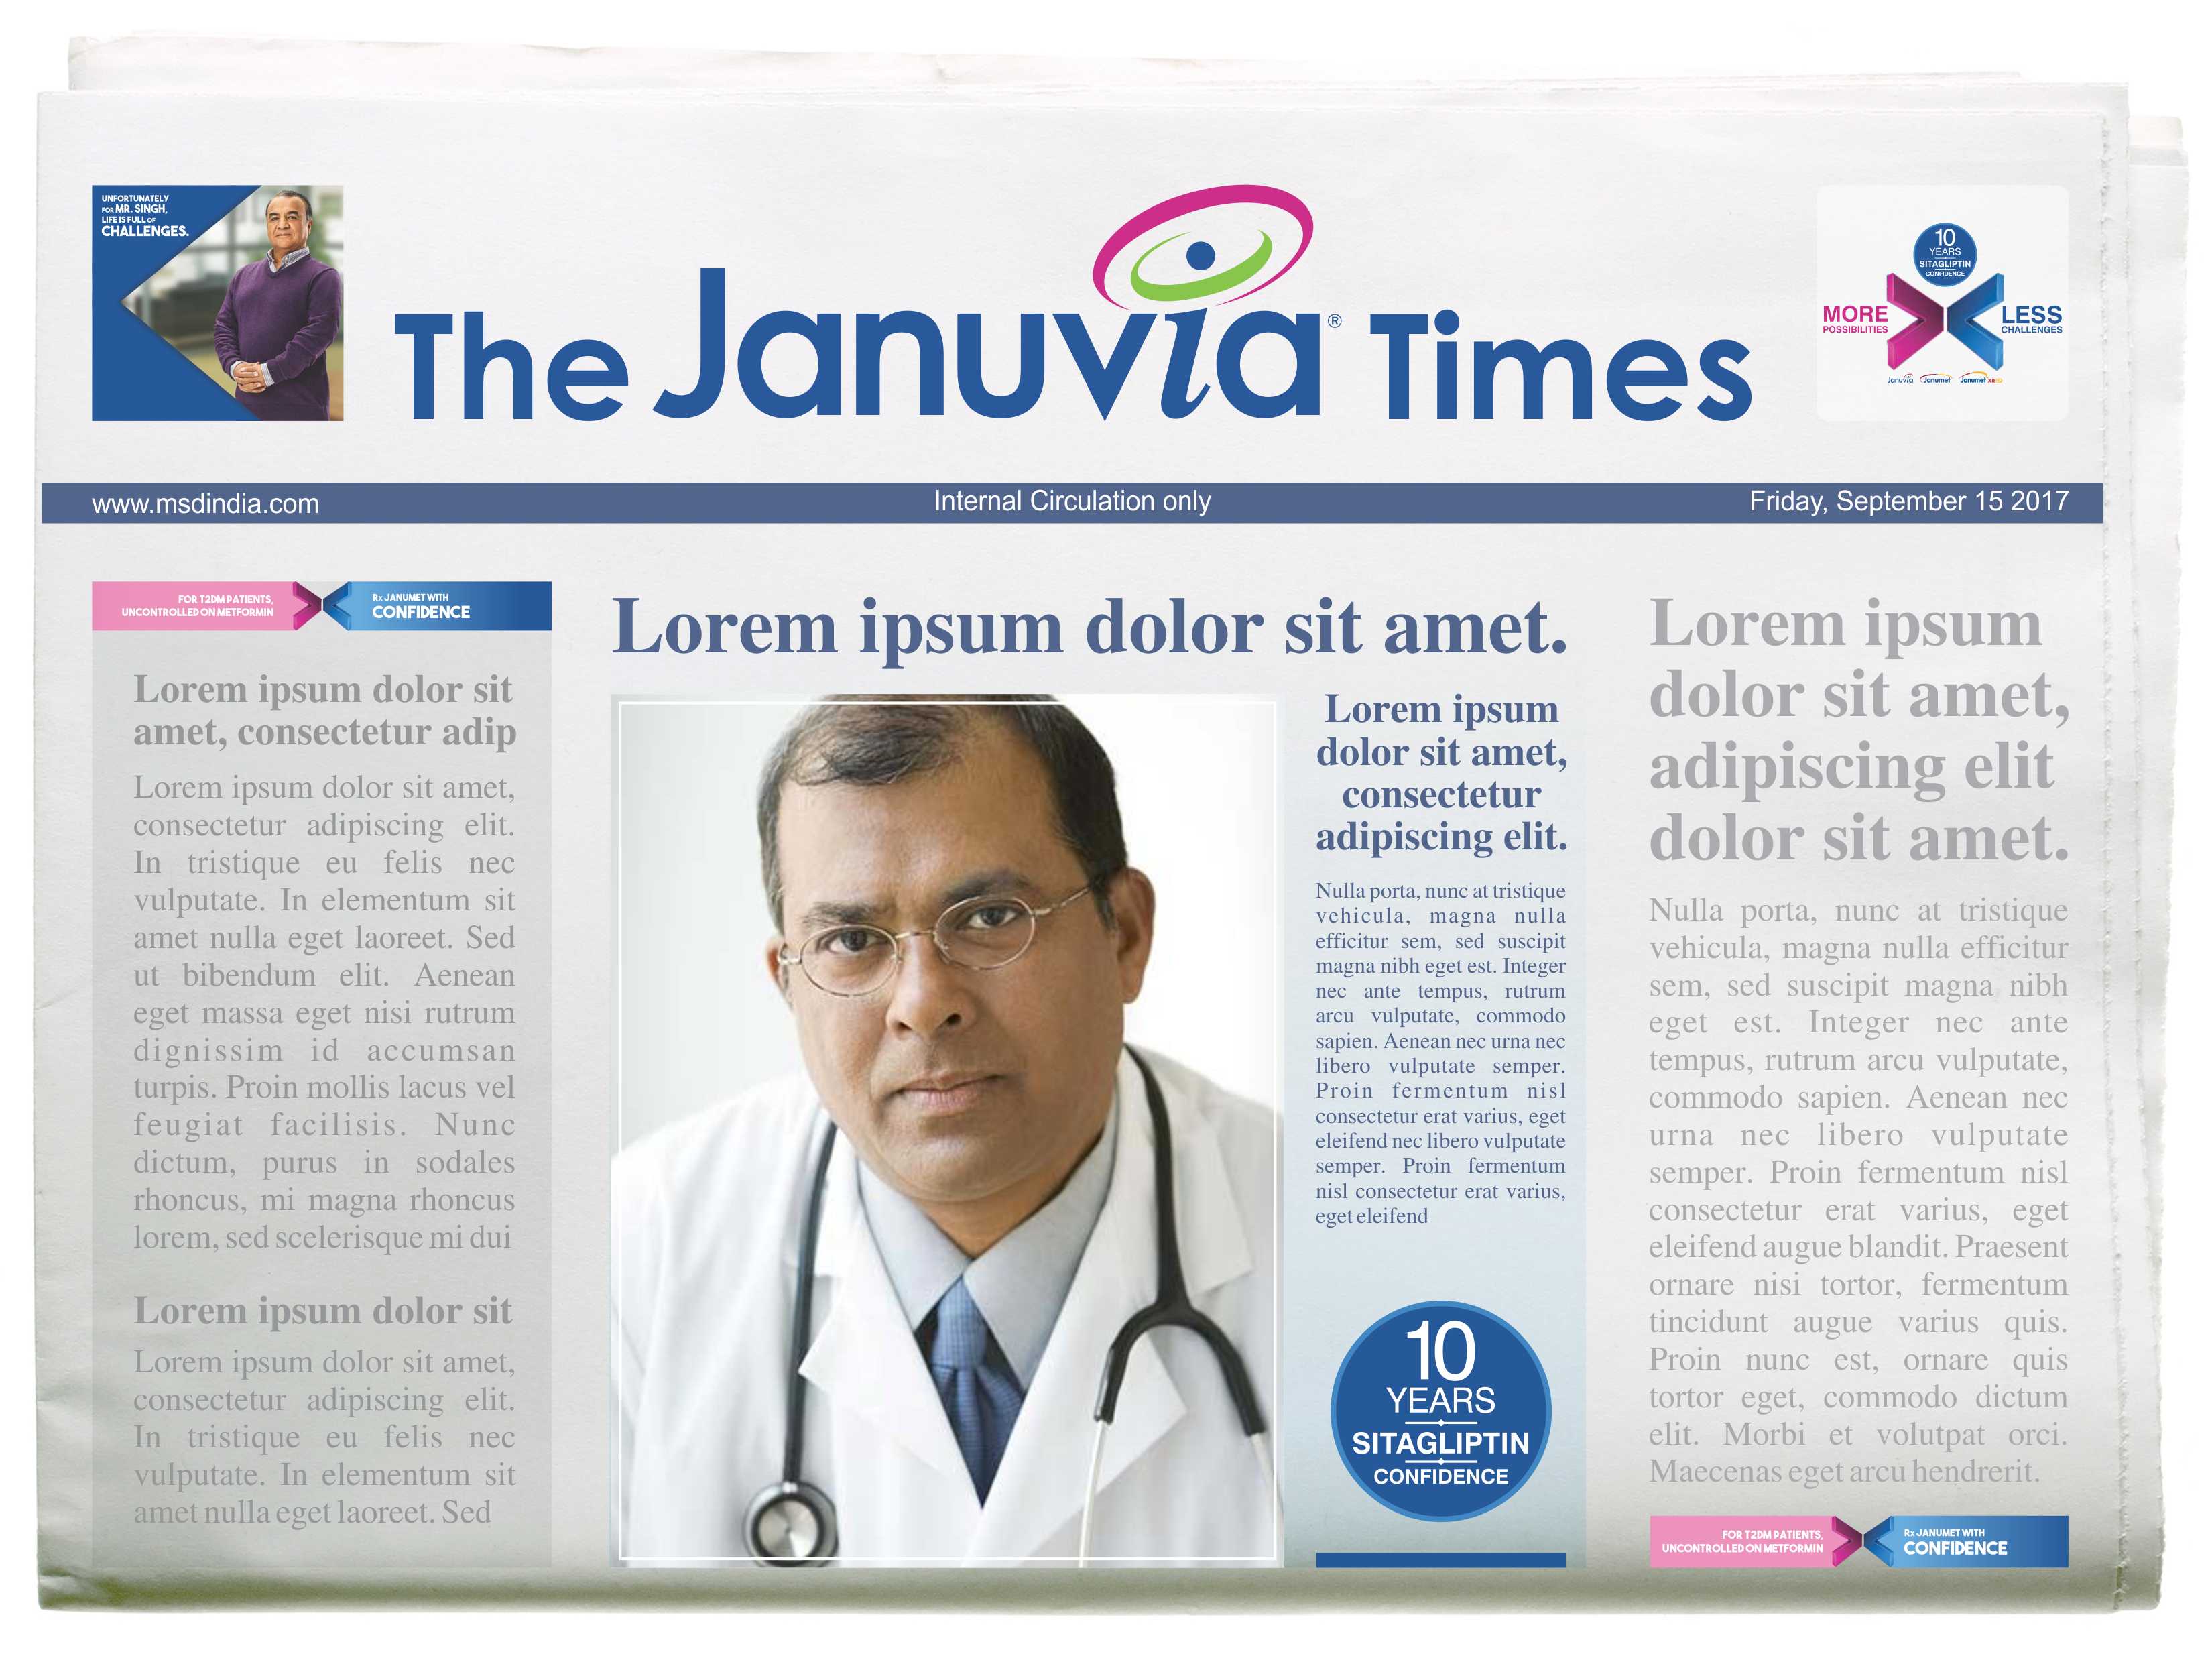 UNFORTUNATELY
FOR MR. SINGH,
LIFE IS FULL OF
CHALLENGES.
The Januvia® Times
10
YEARS
SITAGLIPTIN
CONFIDENCE
MORE
POSSIBILITIES
LESS
CHALLENGES
Januvia Janumet Janumet XR
www.msdindia.com
Internal Circulation only
Friday, September 15 2017
FOR T2DM PATIENTS,
UNCONTROLLED ON METFORMIN
Rx JANUMET WITH
CONFIDENCE
Lorem ipsum dolor sit
amet, consectetur adip
Lorem ipsum dolor sit amet,
consectetur adipiscing elit.
In tristique eu felis nec
vulputate. In elementum sit
amet nulla eget laoreet. Sed
ut bibendum elit. Aenean
eget massa eget nisi rutrum
dignissim id accumsan
turpis. Proin mollis lacus vel
feugiat facilisis. Nunc
dictum, purus in sodales
rhoncus, mi magna rhoncus
lorem, sed scelerisque mi dui
Lorem ipsum dolor sit
Lorem ipsum dolor sit amet,
consectetur adipiscing elit.
In tristique eu felis nec
vulputate. In elementum sit
amet nulla eget laoreet. Sed
Lorem ipsum dolor sit amet.
Lorem ipsum
dolor sit amet,
consectetur
adipiscing elit.
Nulla porta, nunc at tristique
vehicula, magna nulla
efficitur sem, sed suscipit
magna nibh eget est. Integer
nec ante tempus, rutrum
arcu vulputate, commodo
sapien. Aenean nec urna nec
libero vulputate semper.
Proin fermentum nisl
consectetur erat varius, eget
eleifend nec libero vulputate
semper. Proin fermentum
nisl consectetur erat varius,
eget eleifend
10
YEARS
SITAGLIPTIN
CONFIDENCE
Lorem ipsum
dolor sit amet,
adipiscing elit
dolor sit amet.
Nulla porta, nunc at tristique
vehicula, magna nulla efficitur
sem, sed suscipit magna nibh
eget est. Integer nec ante
tempus, rutrum arcu vulputate,
commodo sapien. Aenean nec
urna nec libero vulputate
semper. Proin fermentum nisl
consectetur erat varius, eget
eleifend augue blandit. Praesent
ornare nisi tortor, fermentum
tincidunt augue varius quis.
Proin nunc est, ornare quis
tortor eget, commodo dictum
elit. Morbi et volutpat orci.
Maecenas eget arcu hendrerit.
FOR T2DM PATIENTS,
UNCONTROLLED ON METFORMIN
Rx JANUMET WITH
CONFIDENCE